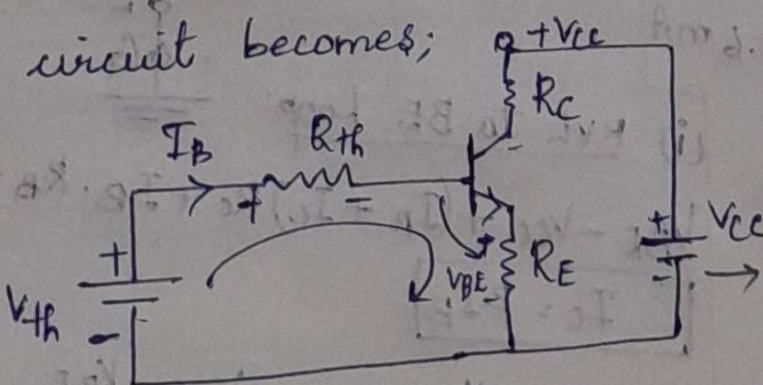 circuit becomes;
+Vcc
RC
IB
Rth
+ -
+
Vth
-
VBE
RE
+
VCC
-